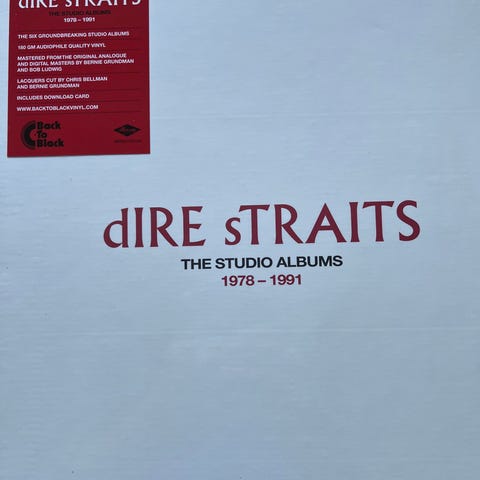 dIRE sTRAITS
THE STUDIO ALBUMS
1978 – 1991
THE SIX GROUNDBREAKING STUDIO ALBUMS
180 GM AUDIOPHILE QUALITY VINYL
MASTERED FROM THE ORIGINAL ANALOGUE
AND DIGITAL MASTERS BY BERNIE GRUNDMAN
AND BOB LUDWIG
LACQUERS CUT BY CHRIS BELLMAN
AND BERNIE GRUNDMAN
INCLUDES DOWNLOAD CARD
WWW.BACKTOBLACKVINYL.COM
Back
To
Black
dIRE sTRAITS
THE STUDIO ALBUMS
1978 – 1991